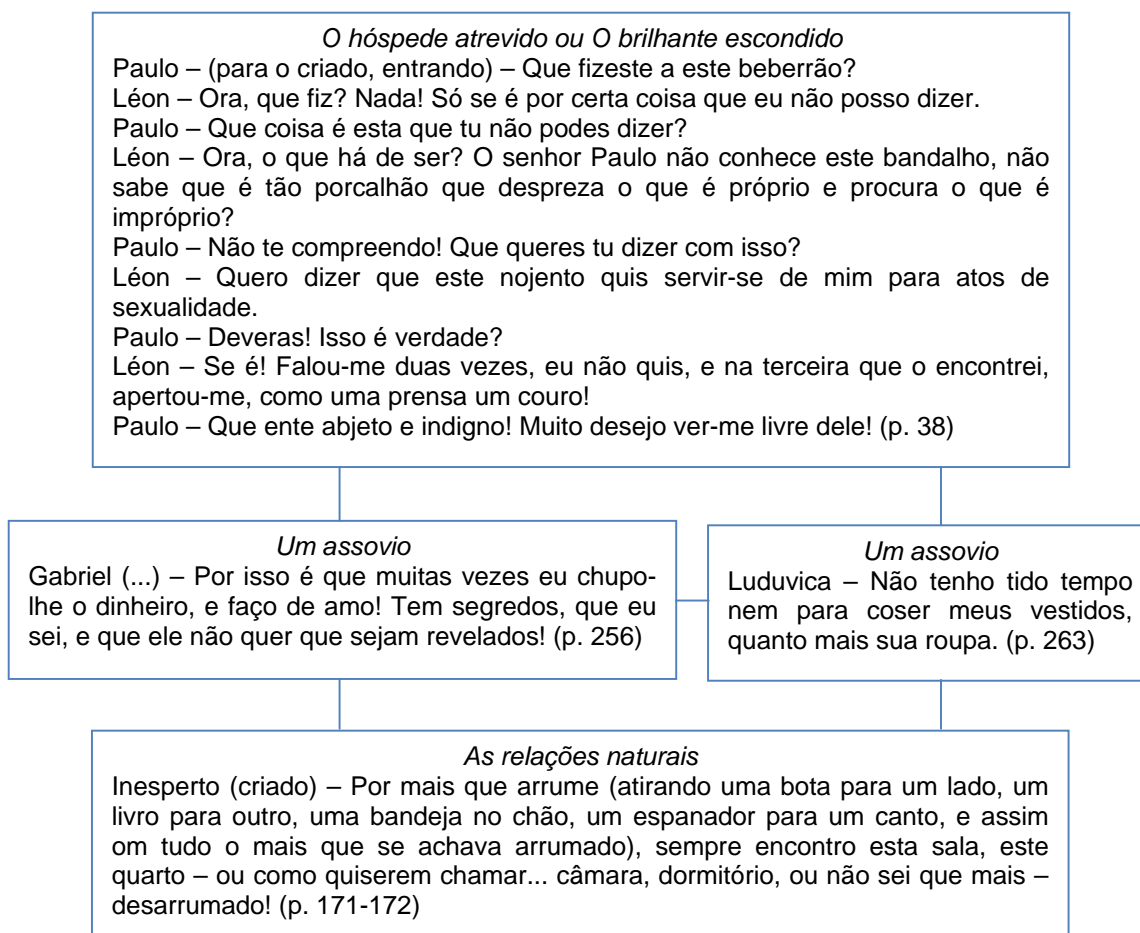 O hóspede atrevido ou O brilhante escondido
Paulo – (para o criado, entrando) – Que fizeste a este beberrão?
Léon – Ora, que fiz? Nada! Só se é por certa coisa que eu não posso dizer.
Paulo – Que coisa é esta que tu não podes dizer?
Léon – Ora, o que há de ser? O senhor Paulo não conhece este bandalho, não
sabe que é tão porcalhão que despreza o que é próprio e procura o que é
impróprio?
Paulo – Não te compreendo! Que queres tu dizer com isso?
Léon – Quero dizer que este nojento quis servir-se de mim para atos de
sexualidade.
Paulo – Deveras! Isso é verdade?
Léon – Se é! Falou-me duas vezes, eu não quis, e na terceira que o encontrei,
apertou-me, como uma prensa um couro!
Paulo – Que ente abjeto e indigno! Muito desejo ver-me livre dele! (p. 38)
Um assovio
Gabriel (...) – Por isso é que muitas vezes eu chupo-
lhe o dinheiro, e faço de amo! Tem segredos, que eu
sei, e que ele não quer que sejam revelados! (p. 256)
Um assovio
Luduvica – Não tenho tido tempo
nem para coser meus vestidos,
quanto mais sua roupa. (p. 263)
As relações naturais
Inesperto (criado) – Por mais que arrume (atirando uma bota para um lado, um
livro para outro, uma bandeja no chão, um espanador para um canto, e assim
om tudo o mais que se achava arrumado), sempre encontro esta sala, este
quarto – ou como quiserem chamar... câmara, dormitório, ou não sei que mais –
desarrumado! (p. 171-172)